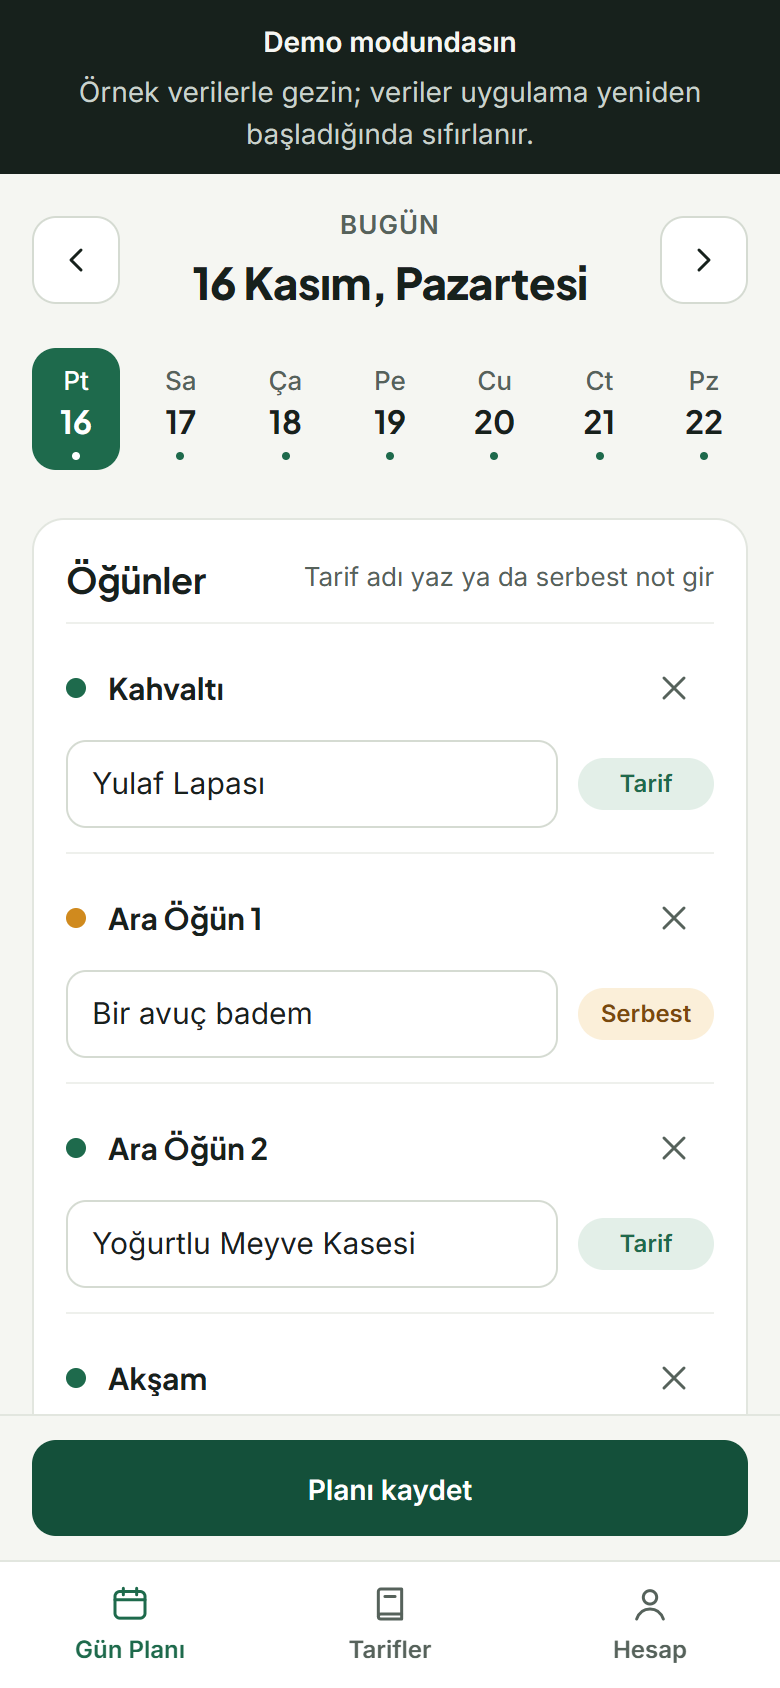 Demo modundasın
Örnek verilerle gezin; veriler uygulama yeniden
başladığında sıfırlanır.
BUGÜN
16 Kasım, Pazartesi
Pt Sa Ça Pe Cu Ct Pz
16 17 18 19 20 21 22
Öğünler Tarif adı yaz ya da serbest not gir
Kahvaltı
Yulaf Lapası Tarif
Ara Öğün 1
Bir avuç badem Serbest
Ara Öğün 2
Yoğurtlu Meyve Kasesi Tarif
Akşam
Planı kaydet
Gün Planı Tarifler Hesap